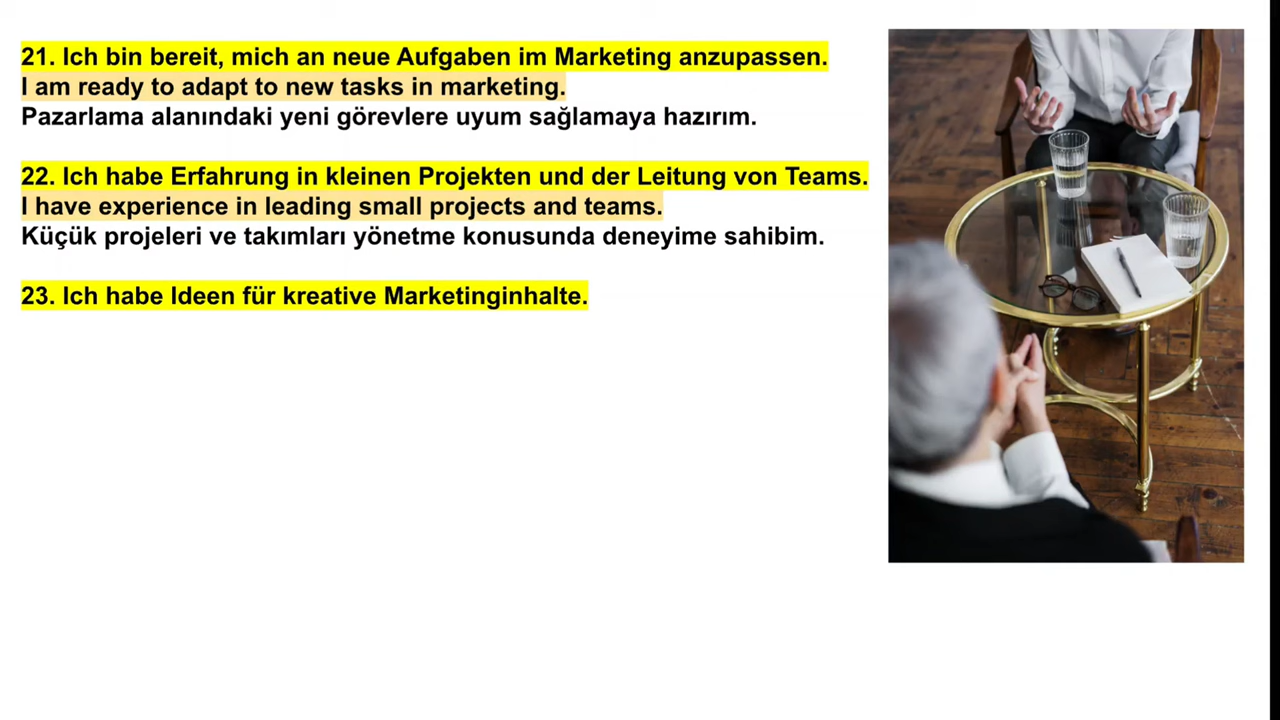 21. Ich bin bereit, mich an neue Aufgaben im Marketing anzupassen.
I am ready to adapt to new tasks in marketing.
Pazarlama alanındaki yeni görevlere uyum sağlamaya hazırım.
22. Ich habe Erfahrung in kleinen Projekten und der Leitung von Teams.
I have experience in leading small projects and teams.
Küçük projeleri ve takımları yönetme konusunda deneyime sahibim.
23. Ich habe Ideen für kreative Marketinginhalte.